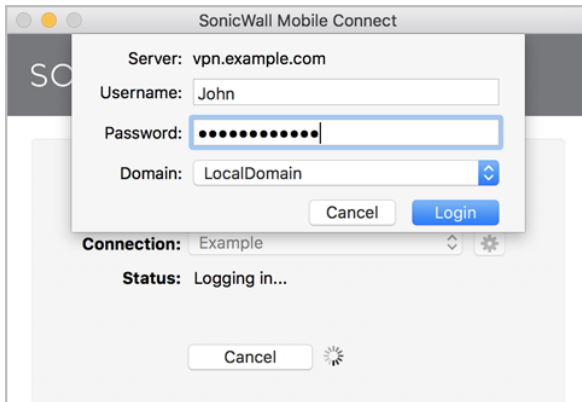 SonicWall Mobile Connect
SO
Server: vpn.example.com
Username: John
Password: ••••••••••••
Domain: LocalDomain
Cancel Login
Connection: Example
Status: Logging in...
Cancel